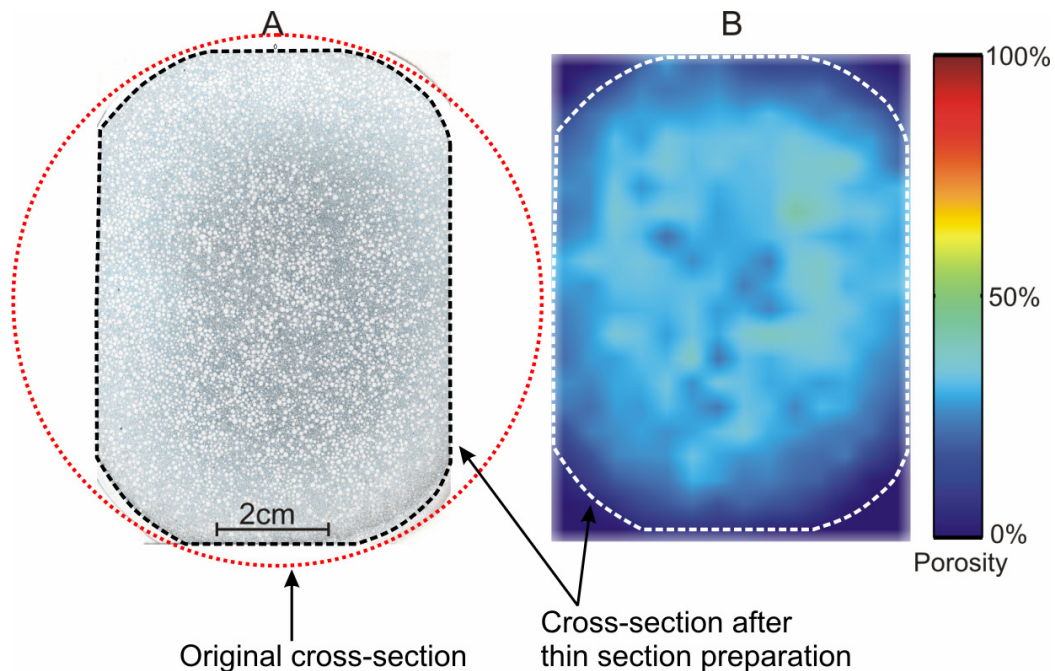 A
B
100%
50%
0%
Porosity
2cm
Original cross-section
Cross-section after
thin section preparation